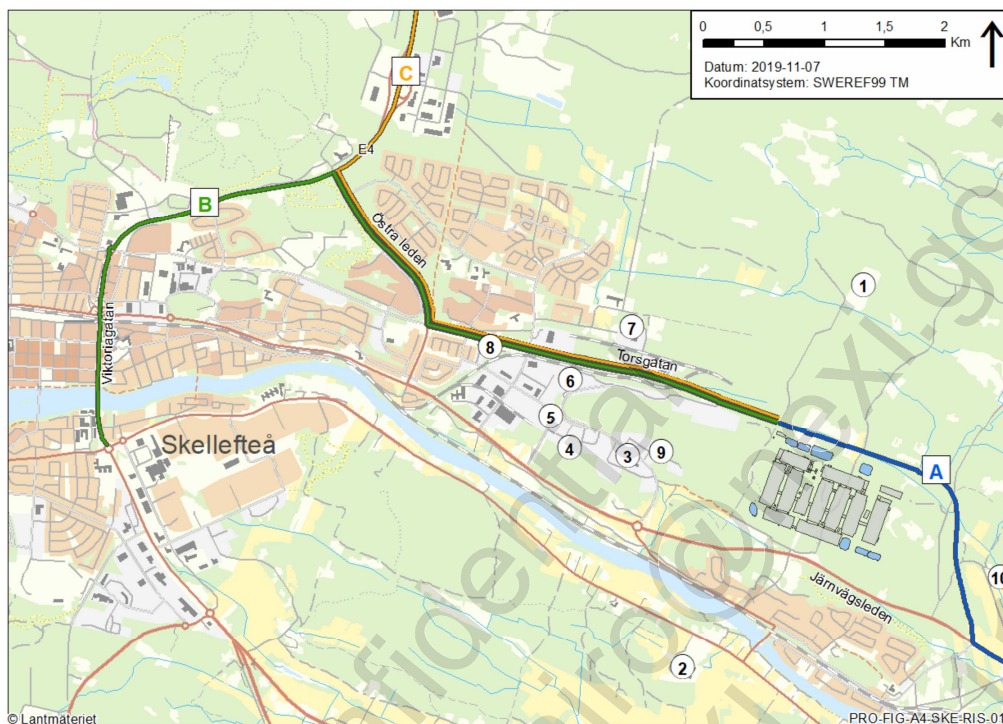 0 0,5 1 1,5 2
Km
Datum: 2019-11-07
Koordinatsystem: SWEREF99 TM
C
E4
B
Östra leden
1
7
Torsgatan
8
6
Viktoriagatan
5
4
3
9
Skellefteå
A
Järnvägsleden
10
2
© Lantmäteriet
PRO-FIG-A4-SKE-RIS-01